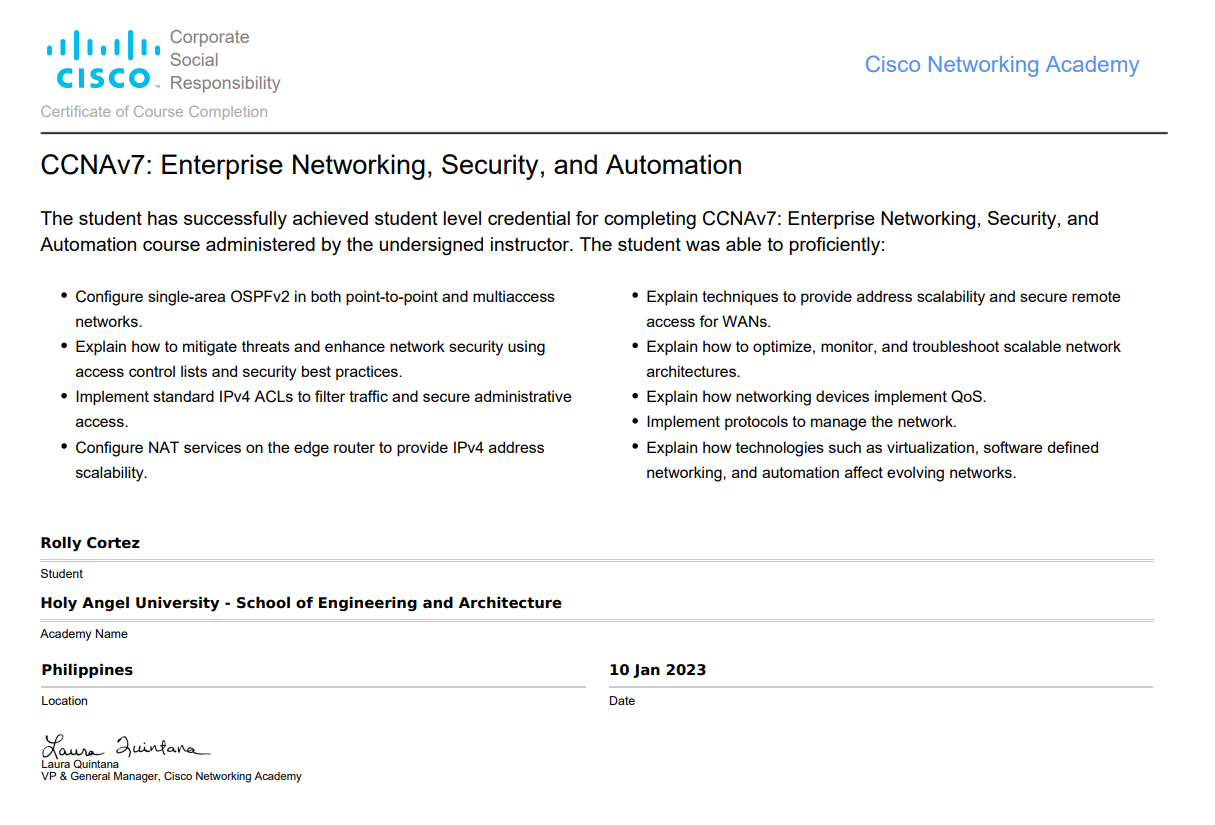 Corporate
Social
Responsibility
CISCO™
Cisco Networking Academy
Certificate of Course Completion
CCNAv7: Enterprise Networking, Security, and Automation
The student has successfully achieved student level credential for completing CCNAv7: Enterprise Networking, Security, and
Automation course administered by the undersigned instructor. The student was able to proficiently:
• Configure single-area OSPFv2 in both point-to-point and multiaccess
networks.
• Explain how to mitigate threats and enhance network security using
access control lists and security best practices.
• Implement standard IPv4 ACLs to filter traffic and secure administrative
access.
• Configure NAT services on the edge router to provide IPv4 address
scalability.
• Explain techniques to provide address scalability and secure remote
access for WANs.
• Explain how to optimize, monitor, and troubleshoot scalable network
architectures.
• Explain how networking devices implement QoS.
• Implement protocols to manage the network.
• Explain how technologies such as virtualization, software defined
networking, and automation affect evolving networks.
Rolly Cortez
Student
Holy Angel University - School of Engineering and Architecture
Academy Name
Philippines
Location
10 Jan 2023
Date
Laura Quintana
Laura Quintana
VP & General Manager, Cisco Networking Academy